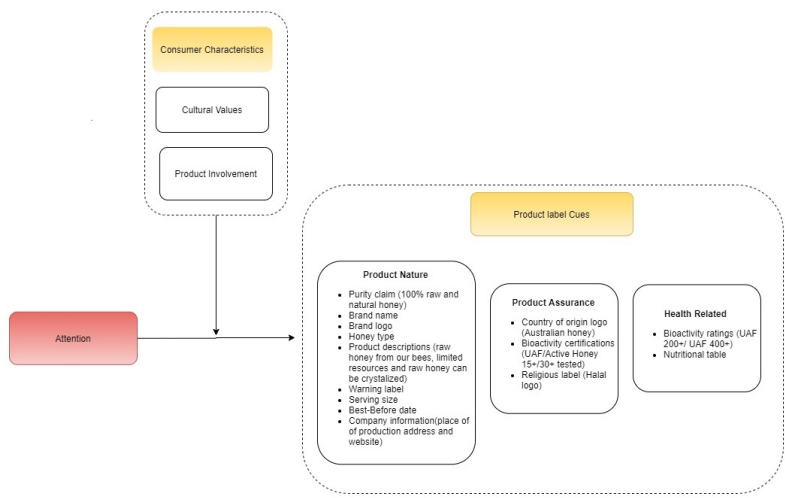 Consumer Characteristics
Cultural Values
Product Involvement
Attention
Product label Cues
Product Nature
• Purity claim (100% raw and
natural honey)
• Brand name
• Brand logo
• Honey type
• Product descriptions (raw
honey from our bees, limited
resources and raw honey can
be crystalized)
• Warning label
• Serving size
• Best-Before date
• Company information(place of
of production address and
website)
Product Assurance
• Country of origin logo
(Australian honey)
• Bioactivity certifications
(UAF/Active Honey
15+/30+ tested)
• Religious label (Halal
logo)
Health Related
• Bioactivity ratings (UAF
200+/ UAF 400+)
• Nutritional table